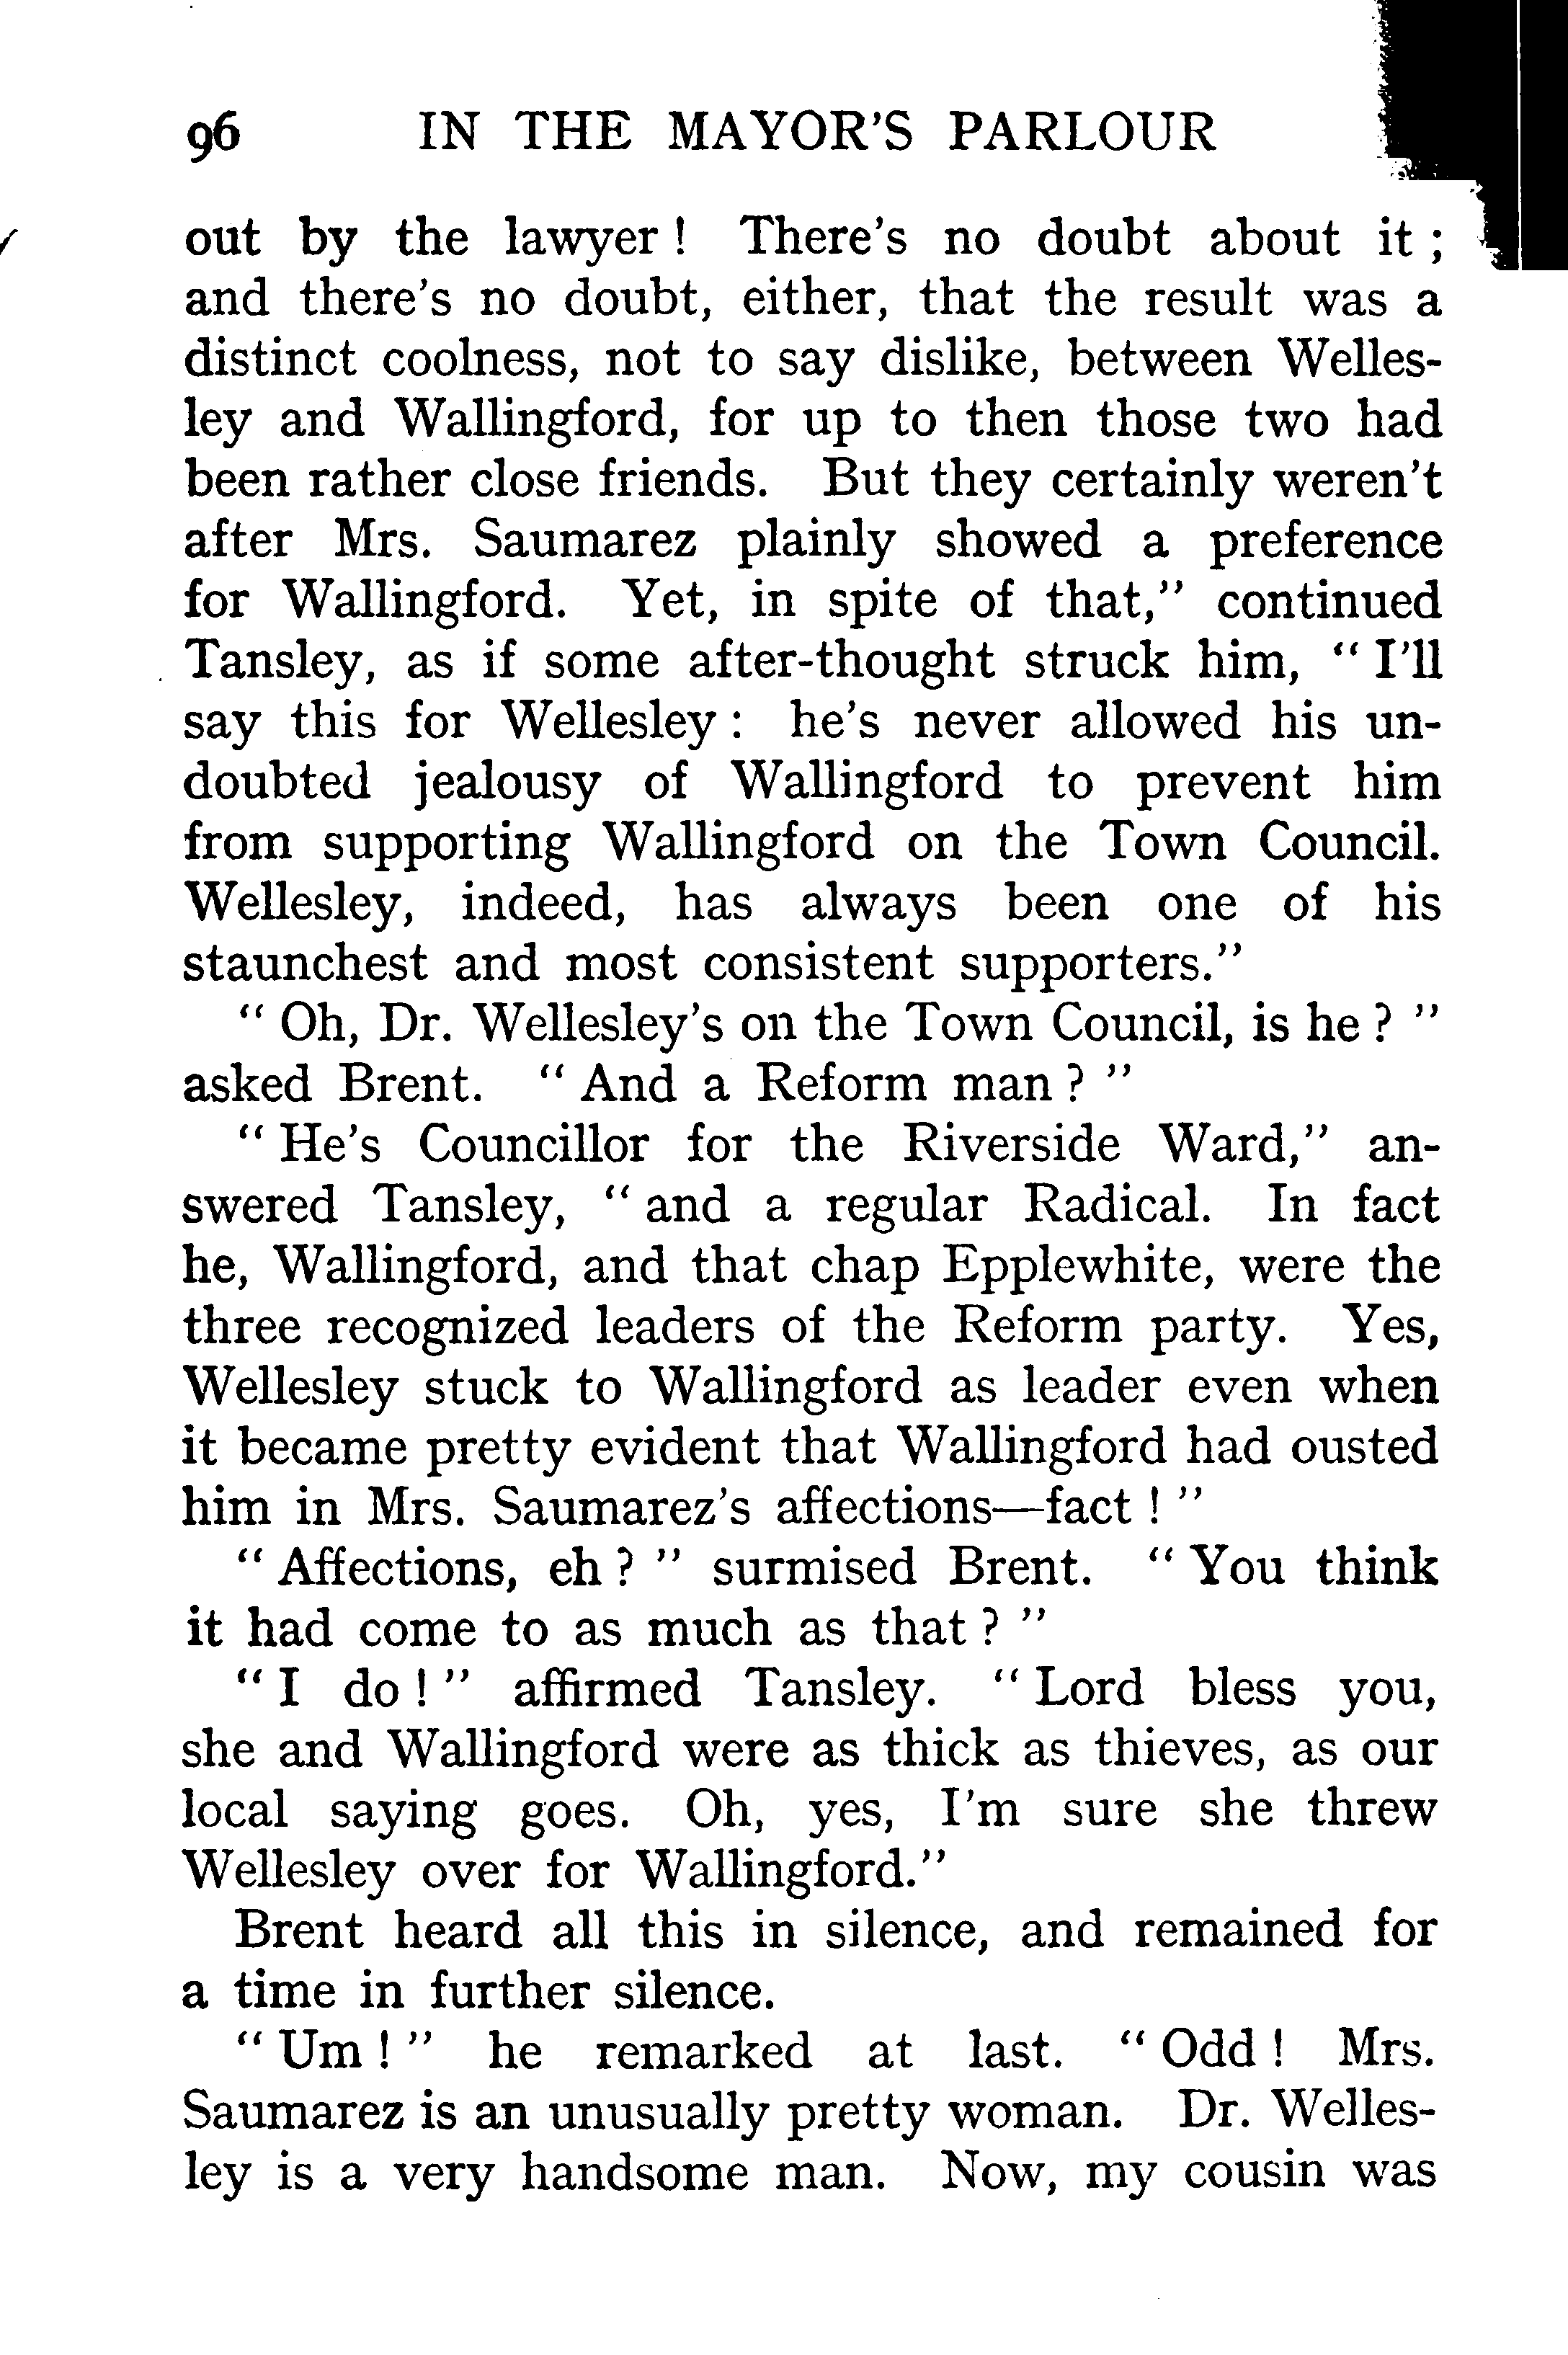 96 IN THE MAYOR'S PARLOUR
out by the lawyer ! There's no doubt about it ;
and there's no doubt, either, that the result was a
distinct coolness, not to say dislike, between Welles-
ley and Wallingford, for up to then those two had
been rather close friends. But they certainly weren't
after Mrs. Saumarez plainly showed a preference
for Wallingford. Yet, in spite of that,” continued
Tansley, as if some after-thought struck him, “ I'll
say this for Wellesley : he's never allowed his un-
doubted jealousy of Wallingford to prevent him
from supporting Wallingford on the Town Council.
Wellesley, indeed, has always been one of his
staunchest and most consistent supporters.”
“ Oh, Dr. Wellesley's on the Town Council, is he ? ”
asked Brent. “ And a Reform man ? ”
“ He's Councillor for the Riverside Ward,” an-
swered Tansley, “ and a regular Radical. In fact
he, Wallingford, and that chap Epplewhite, were the
three recognized leaders of the Reform party. Yes,
Wellesley stuck to Wallingford as leader even when
it became pretty evident that Wallingford had ousted
him in Mrs. Saumarez's affections—fact ! ”
“ Affections, eh ? ” surmised Brent. “ You think
it had come to as much as that ? ”
“ I do ! ” affirmed Tansley. “ Lord bless you,
she and Wallingford were as thick as thieves, as our
local saying goes. Oh, yes, I'm sure she threw
Wellesley over for Wallingford.”
Brent heard all this in silence, and remained for
a time in further silence.
“ Um ! ” he remarked at last. “ Odd ! Mrs.
Saumarez is an unusually pretty woman. Dr. Welles-
ley is a very handsome man. Now, my cousin was